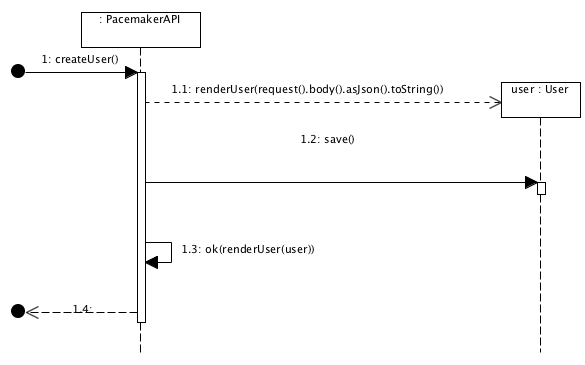 : PacemakerAPI
1: createUser()
1.1: renderUser(request().body().asJson().toString())
user : User
1.2: save()
1.3: ok(renderUser(user))
1.4: